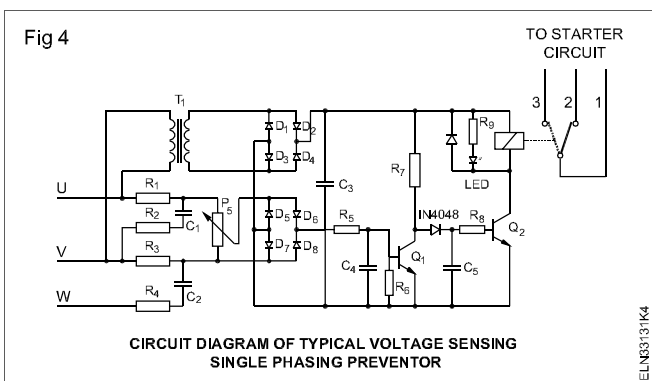 Fig 4
TO STARTER
CIRCUIT
3
2
1
T1
D1
D2
R9
D3
D4
U
R1
P5
C3
R7
LED
R2
C1
D5
D6
R5
IN4048
R8
V
R3
D7
D8
C4
Q1
C5
Q2
R6
W
R4
C2
CIRCUIT DIAGRAM OF TYPICAL VOLTAGE SENSING
SINGLE PHASING PREVENTOR
ELN33131K4